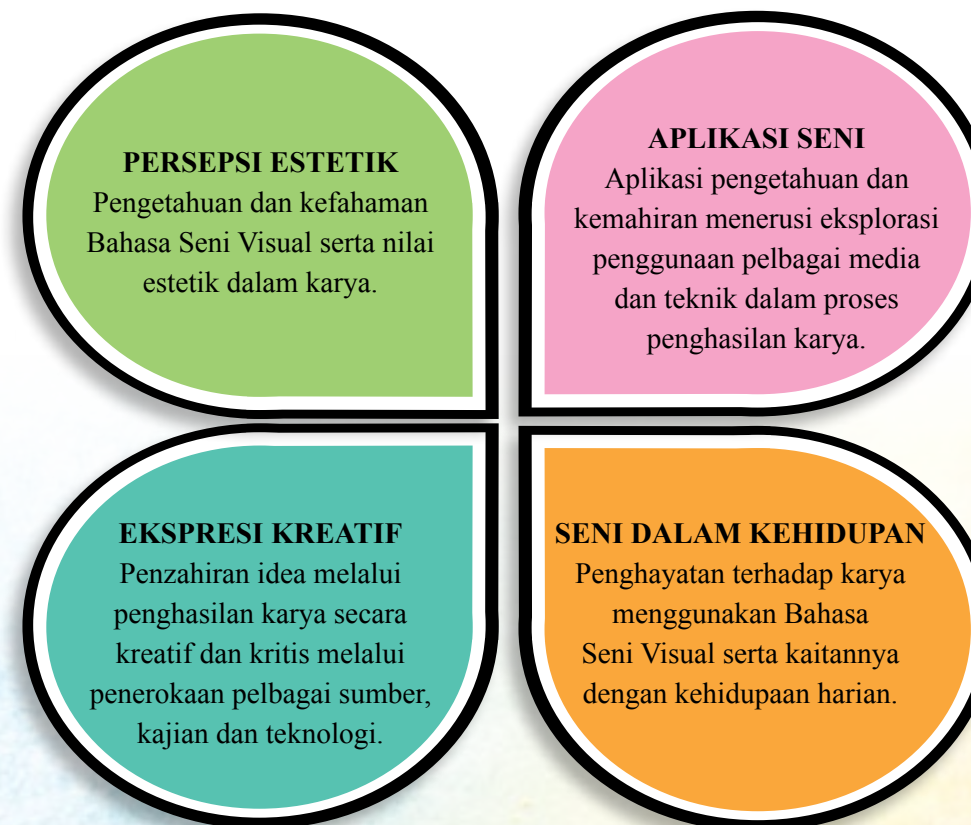 PERSEPSI ESTETIK
Pengetahuan dan kefahaman
Bahasa Seni Visual serta nilai
estetik dalam karya.
APLIKASI SENI
Aplikasi pengetahuan dan
kemahiran menerusi eksplorasi
penggunaan pelbagai media
dan teknik dalam proses
penghasilan karya.
EKSPRESI KREATIF
Penzahiran idea melalui
penghasilan karya secara
kreatif dan kritis melalui
penerokaan pelbagai sumber,
kajian dan teknologi.
SENI DALAM KEHIDUPAN
Penghayatan terhadap karya
menggunakan Bahasa
Seni Visual serta kaitannya
dengan kehidupaan harian.